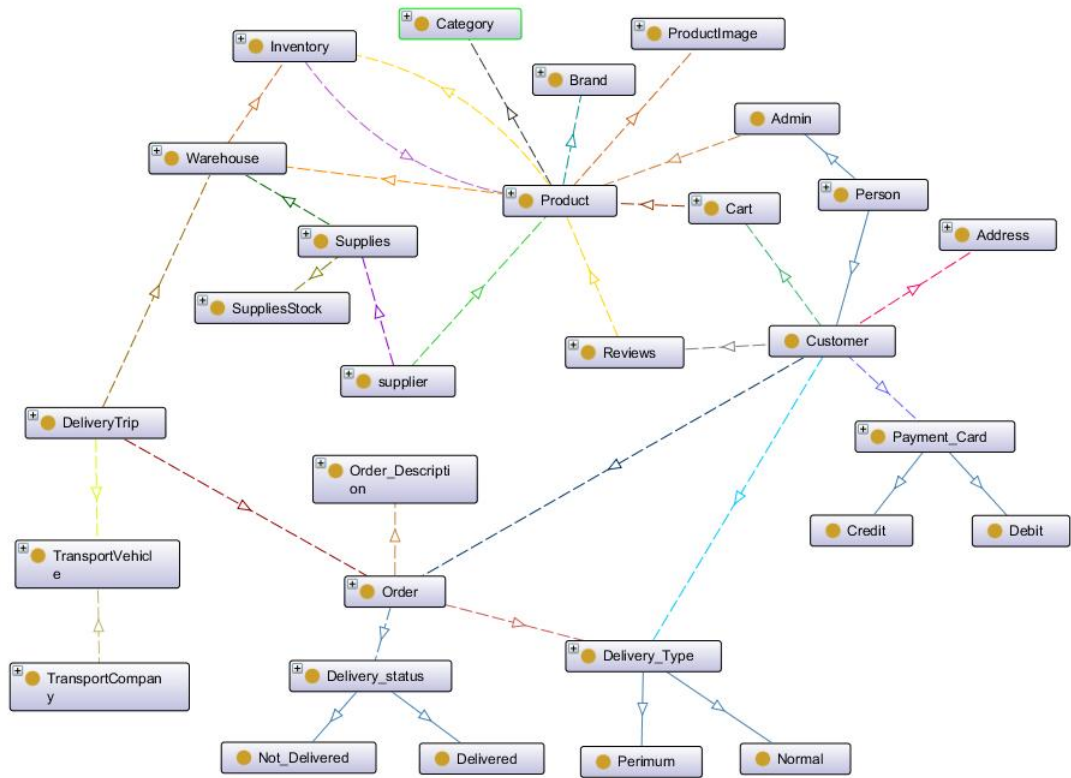 Category
ProductImage
Inventory
Brand
Admin
Warehouse
Product
Cart
Person
Supplies
Address
SuppliesStock
Customer
Reviews
supplier
DeliveryTrip
Payment_Card
Order_Descripti
on
Credit
Debit
TransportVehicl
e
Order
Delivery_Type
TransportCompan
y
Delivery_status
Not_Delivered
Delivered
Perimum
Normal